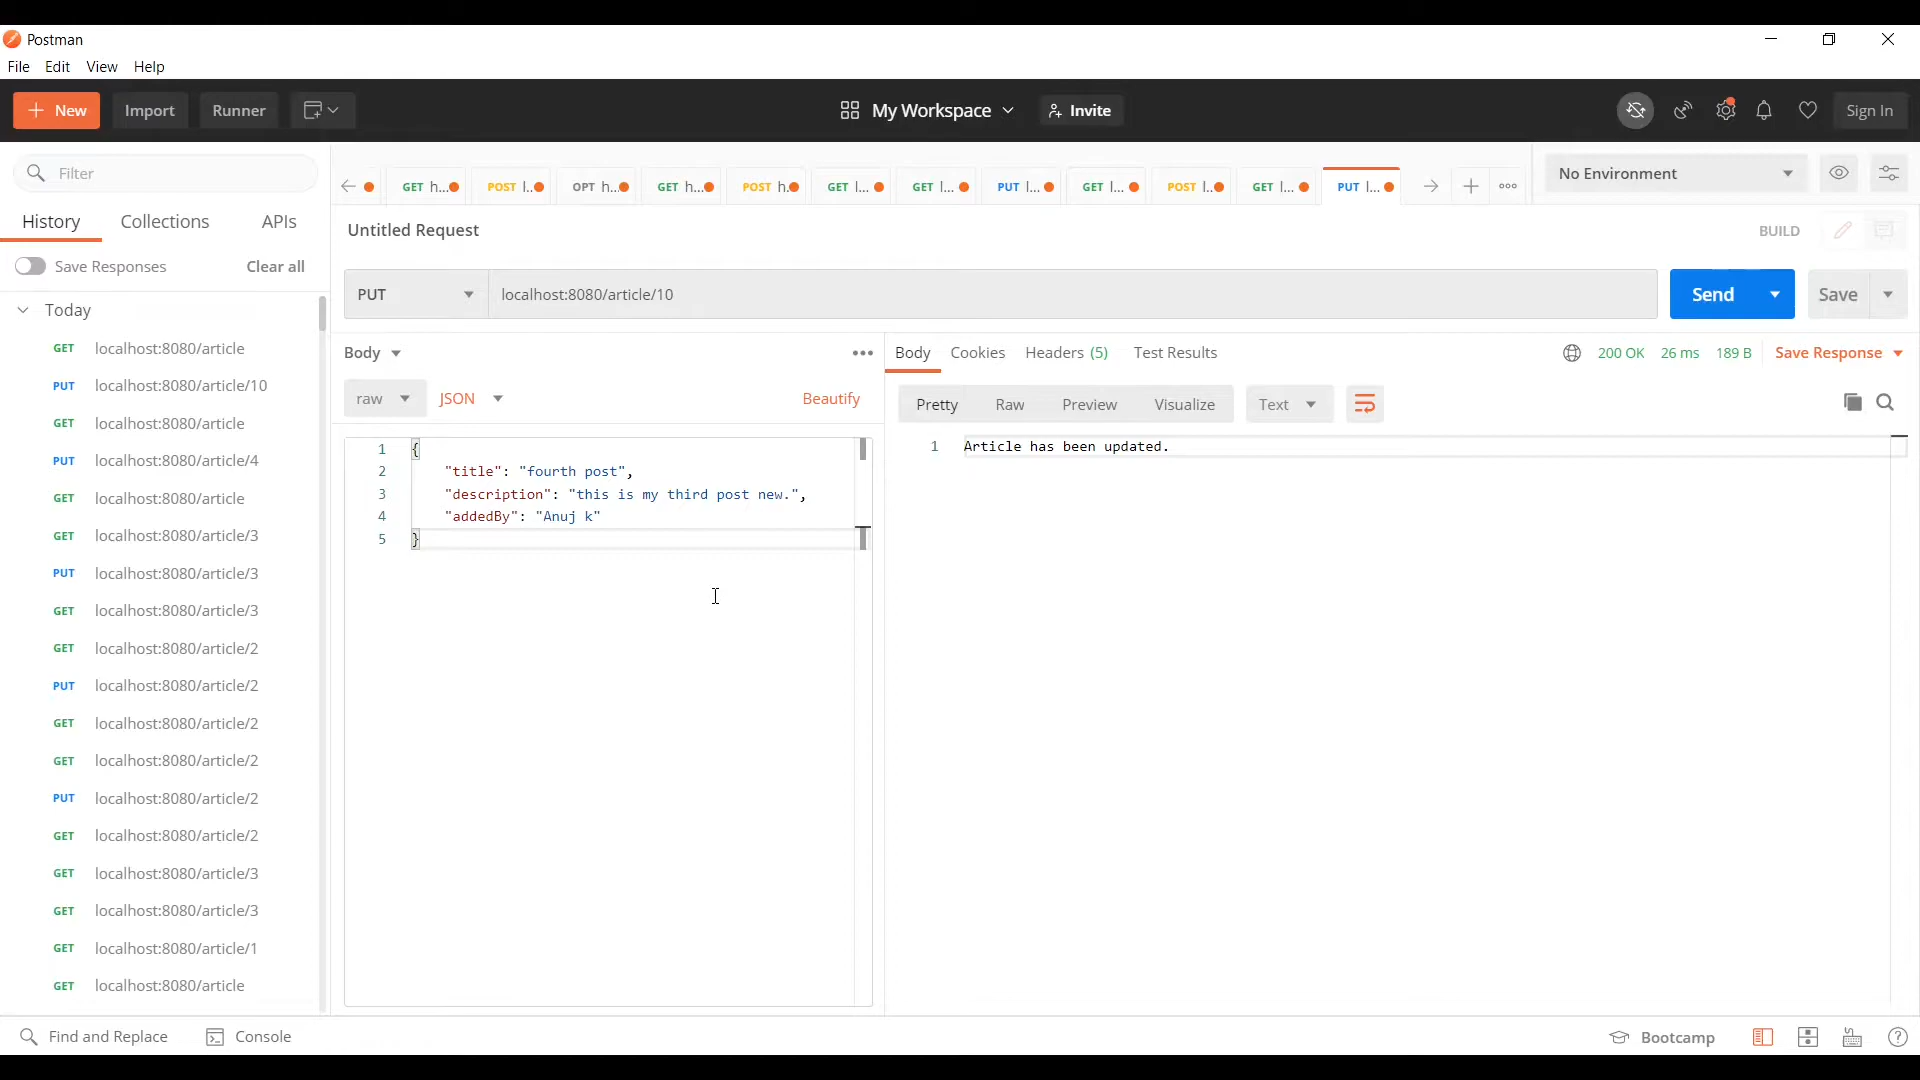 Postman
File Edit View Help
New Import Runner My Workspace Invite Sign In
Filter
GET h... POST l... OPT h... GET h... POST h... GET l... GET l... PUT l... GET l... POST l... GET l... PUT l...
No Environment
History Collections APIs
Untitled Request
BUILD
Save Responses Clear all
PUT localhost:8080/article/10 Send Save
Today
GET localhost:8080/article
PUT localhost:8080/article/10
GET localhost:8080/article
PUT localhost:8080/article/4
GET localhost:8080/article
GET localhost:8080/article/3
PUT localhost:8080/article/3
GET localhost:8080/article/3
GET localhost:8080/article/2
PUT localhost:8080/article/2
GET localhost:8080/article/2
GET localhost:8080/article/2
PUT localhost:8080/article/2
GET localhost:8080/article/2
GET localhost:8080/article/3
GET localhost:8080/article/3
GET localhost:8080/article/1
GET localhost:8080/article
Body
raw JSON Beautify
1 {
2 "title": "fourth post",
3 "description": "this is my third post new.",
4 "addedBy": "Anuj k"
5 }
Body Cookies Headers (5) Test Results 200 OK 26 ms 189 B Save Response
Pretty Raw Preview Visualize Text
1 Article has been updated.
Find and Replace Console Bootcamp